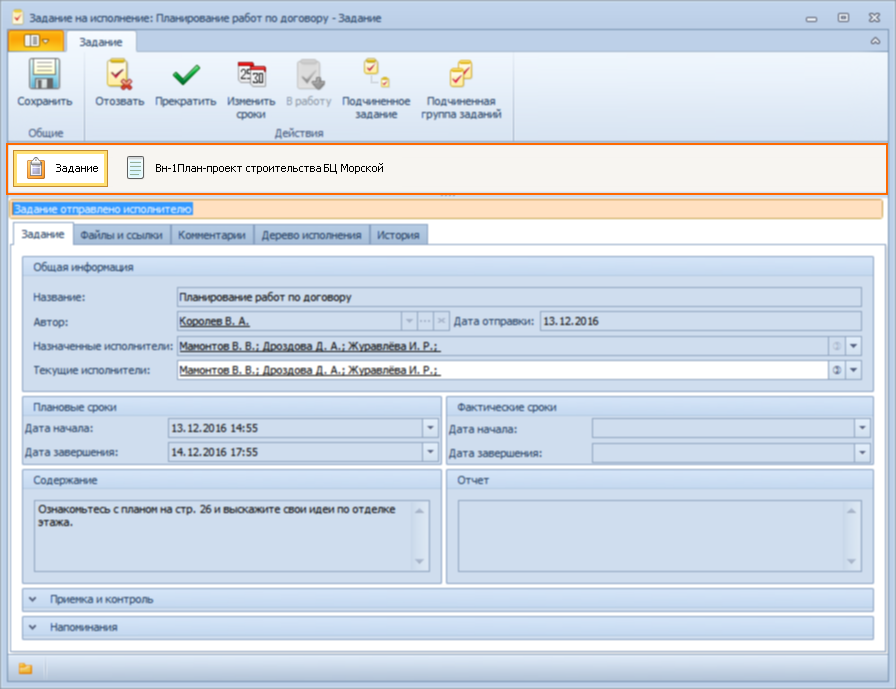 Задание на исполнение: Планирование работ по договору - Задание
Задание
Сохранить
Отозвать
Прекратить
Изменить сроки
В работу
Подчиненное задание
Подчиненная группа заданий
Общие
Действия
Задание
Вн-1План-проект строительства БЦ Морской
Задание отправлено исполнителю
Задание
Файлы и ссылки
Комментарии
Дерево исполнения
История
Общая информация
Название: Планирование работ по договору
Автор: Королев В. А. Дата отправки: 13.12.2016
Назначенные исполнители: Мамонтов В. В.; Дроздова Д. А.; Журавлёва И. Р.;
Текущие исполнители: Мамонтов В. В.; Дроздова Д. А.; Журавлёва И. Р.;
Плановые сроки
Дата начала: 13.12.2016 14:55
Дата завершения: 14.12.2016 17:55
Фактические сроки
Дата начала:
Дата завершения:
Содержание
Ознакомьтесь с планом на стр. 26 и выскажите свои идеи по отделке
этажа.
Отчет
Приемка и контроль
Напоминания